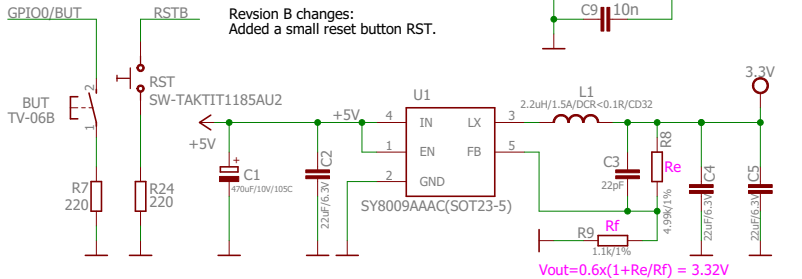 GPIO0/BUT
RSTB
Revsion B changes:
Added a small reset button RST.
C9
10n
2
BUT
TV-06B
1
RST
SW-TAKTIT1185AU2
+5V
+5V
U1
4
IN
LX
3
1
EN
FB
5
2
GND
SY8009AAAC(SOT23-5)
L1
2.2uH/1.5A/DCR<0.1R/CD32
3.3V
R7
220
R24
220
+
C1
470uF/10V/105C
C2
22uF/6.3V
C3
22pF
R8
Re
4.99k/1%
C4
22uF/6.3V
C5
22uF/6.3V
R9
Rf
1.1k/1%
Vout=0.6x(1+Re/Rf) = 3.32V